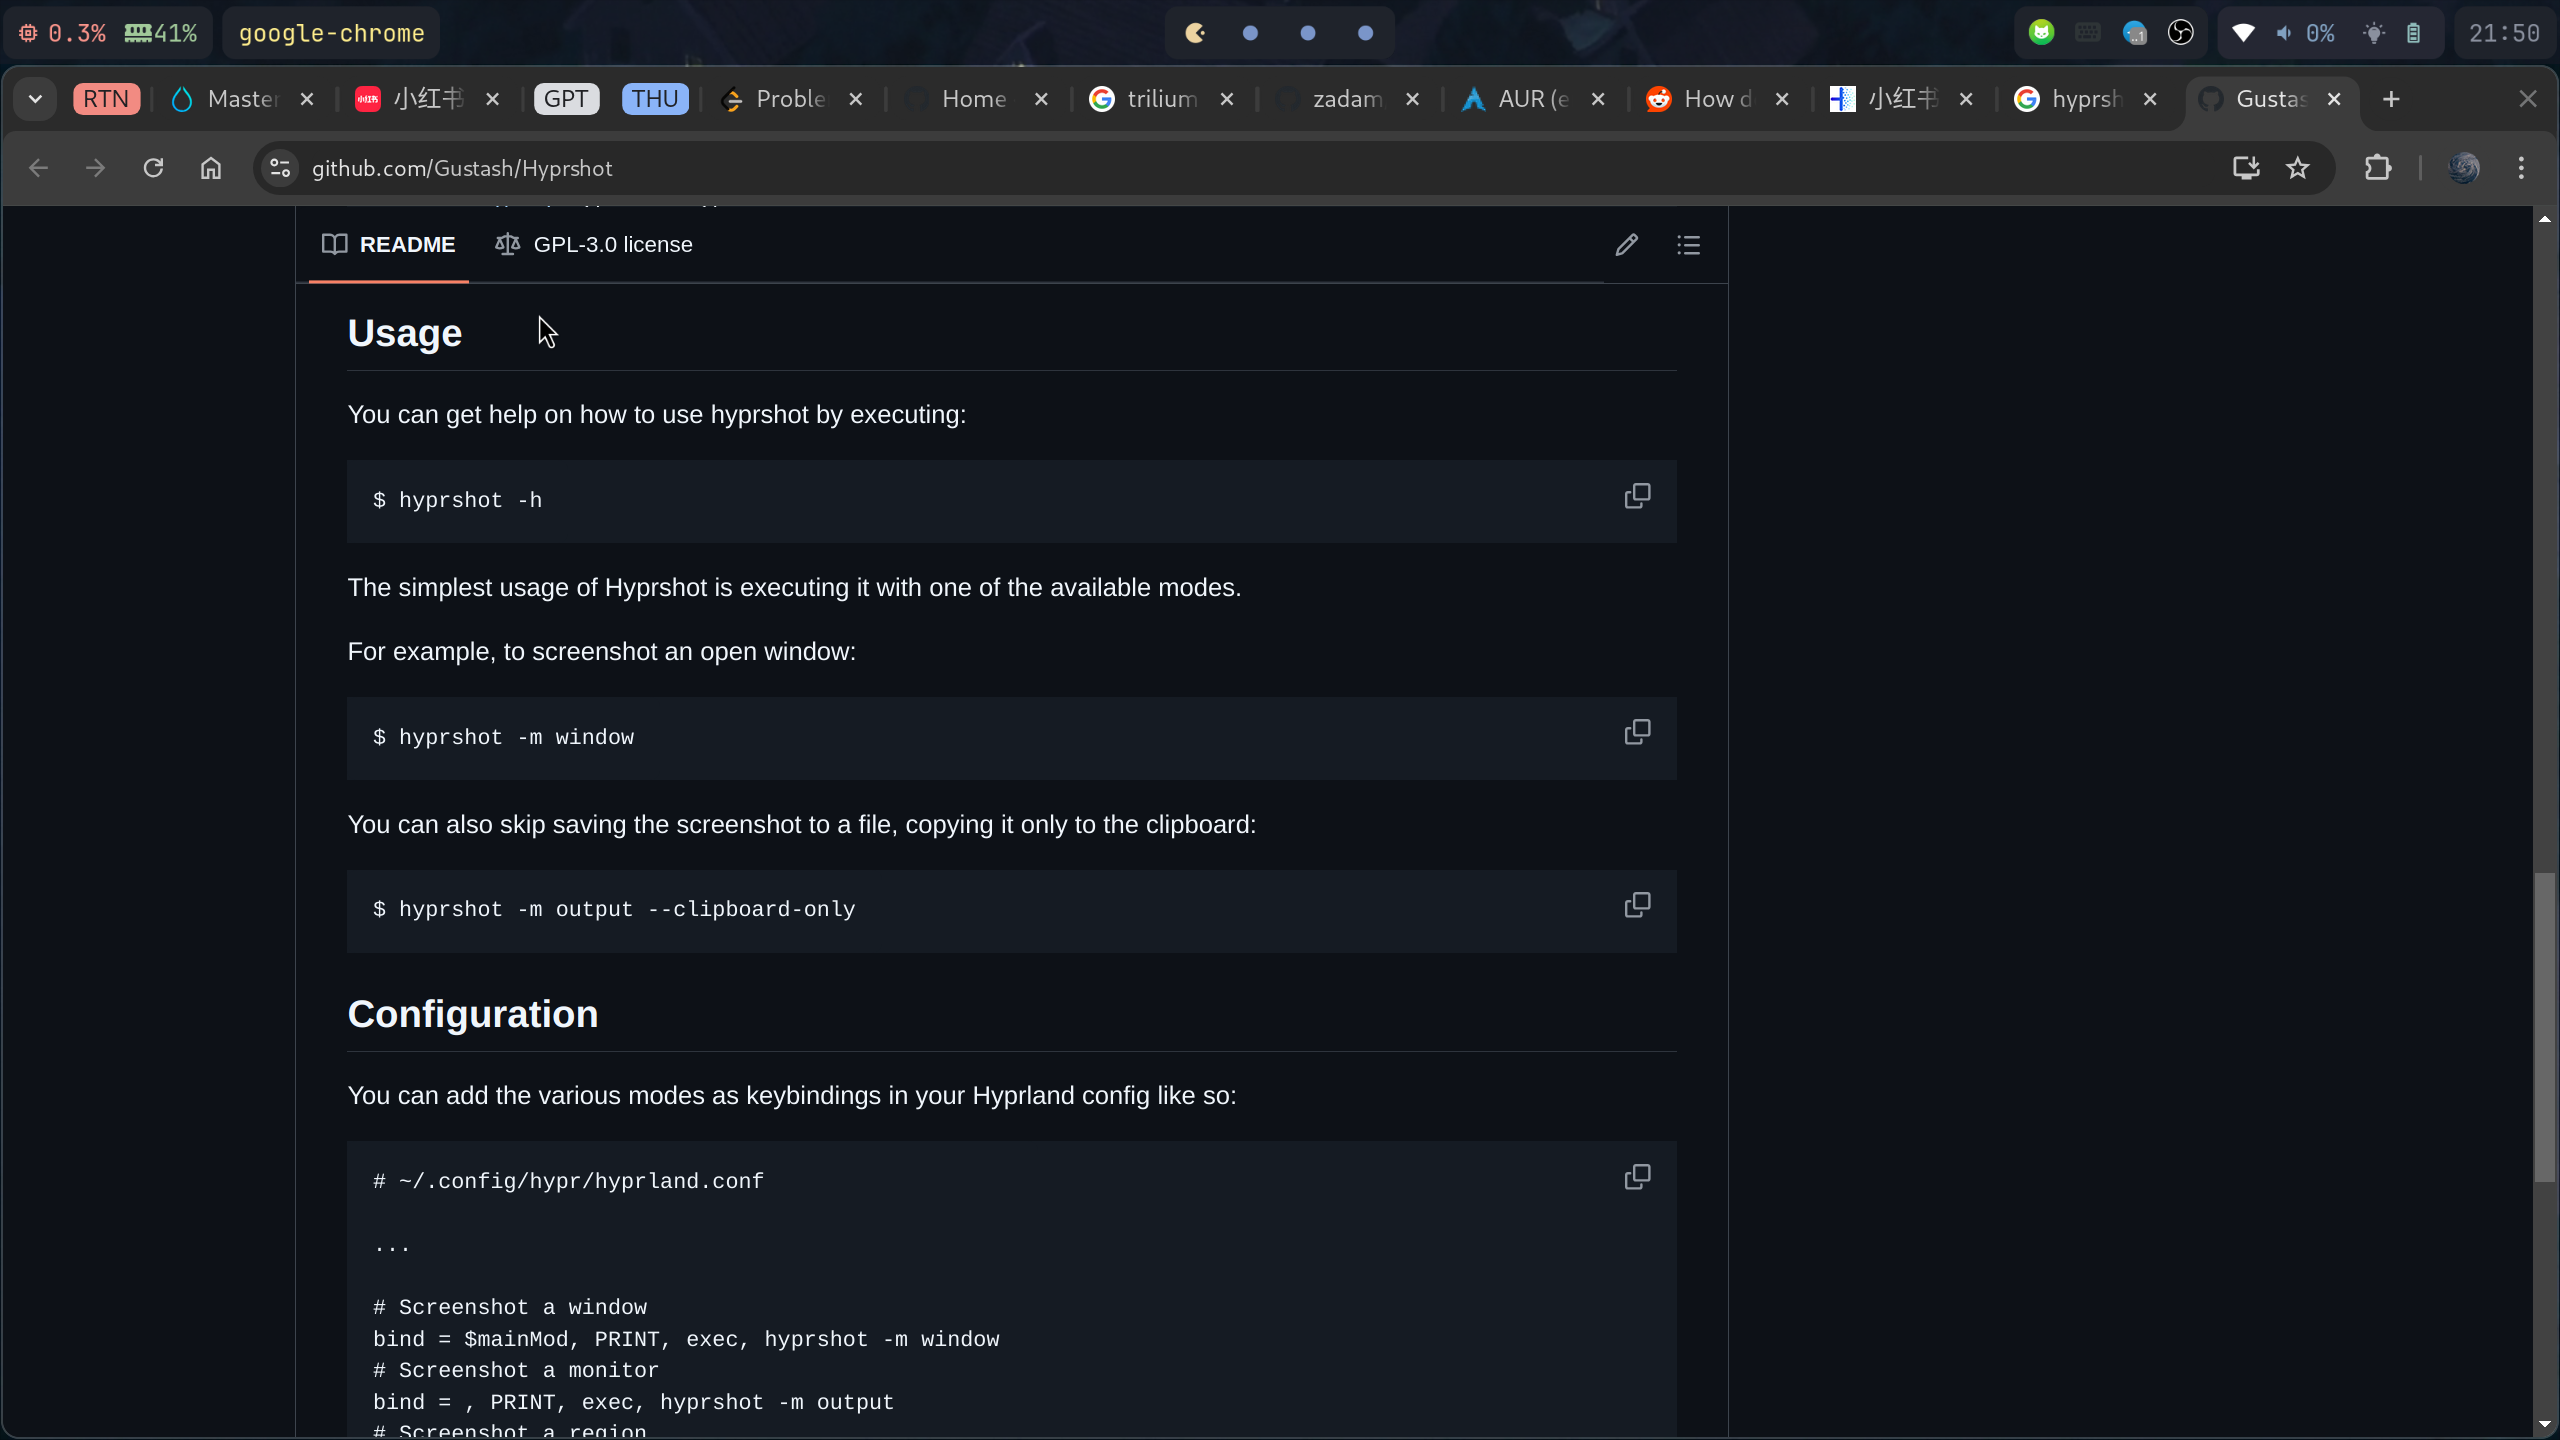 0.3% 41% google-chrome 0% 21:50
RTN Master 小红书 GPT THU Proble Home trilium zadam AUR (e How d 小红书 hyprsh Gustas
github.com/Gustash/Hyprshot
README GPL-3.0 license
Usage
You can get help on how to use hyprshot by executing:
$ hyprshot -h
The simplest usage of Hyprshot is executing it with one of the available modes.
For example, to screenshot an open window:
$ hyprshot -m window
You can also skip saving the screenshot to a file, copying it only to the clipboard:
$ hyprshot -m output --clipboard-only
Configuration
You can add the various modes as keybindings in your Hyprland config like so:
# ~/.config/hypr/hyprland.conf
...
# Screenshot a window
bind = $mainMod, PRINT, exec, hyprshot -m window
# Screenshot a monitor
bind = , PRINT, exec, hyprshot -m output
# Screenshot a region